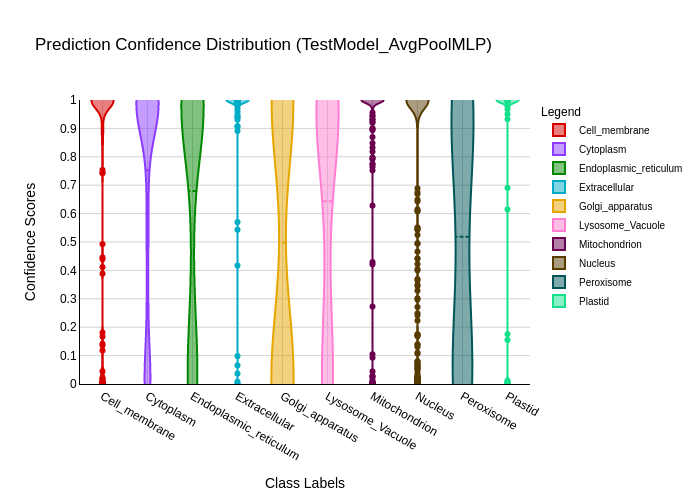 Prediction Confidence Distribution (TestModel_AvgPoolMLP)
1
0.9
0.8
0.7
0.6
0.5
0.4
0.3
0.2
0.1
0
Confidence Scores
Cell_membrane
Cytoplasm
Endoplasmic_reticulum
Extracellular
Golgi_apparatus
Lysosome_Vacuole
Mitochondrion
Nucleus
Peroxisome
Plastid
Class Labels
Legend
Cell_membrane
Cytoplasm
Endoplasmic_reticulum
Extracellular
Golgi_apparatus
Lysosome_Vacuole
Mitochondrion
Nucleus
Peroxisome
Plastid